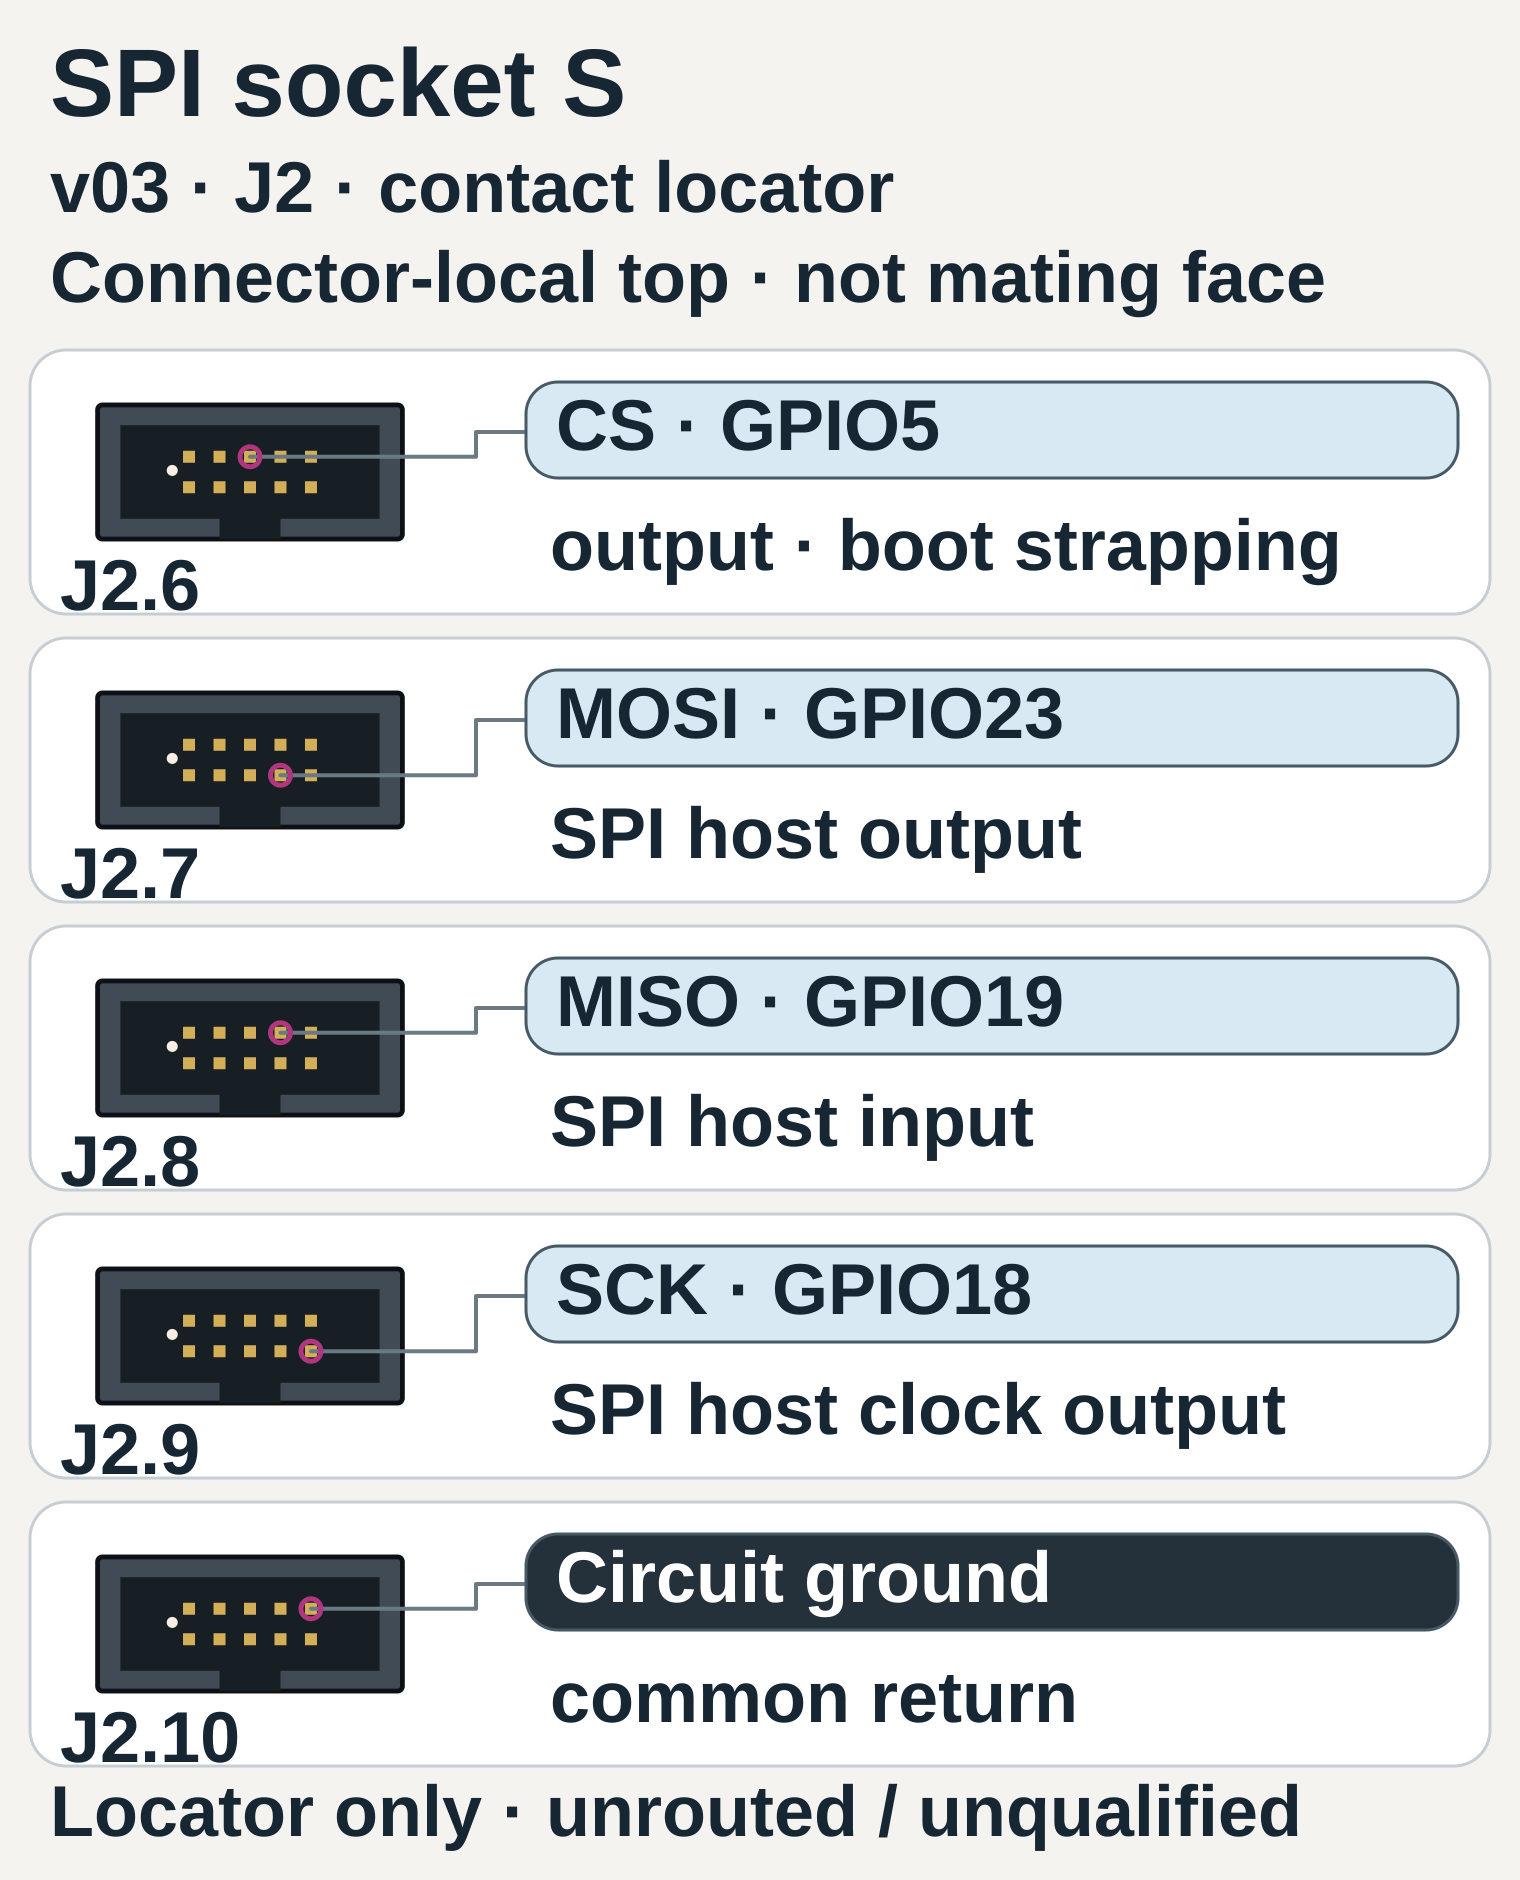 SPI socket S
v03 · J2 · contact locator
Connector-local top · not mating face
CS · GPIO5
output · boot strapping
J2.6
MOSI · GPIO23
SPI host output
J2.7
MISO · GPIO19
SPI host input
J2.8
SCK · GPIO18
SPI host clock output
J2.9
Circuit ground
common return
J2.10
Locator only · unrouted / unqualified